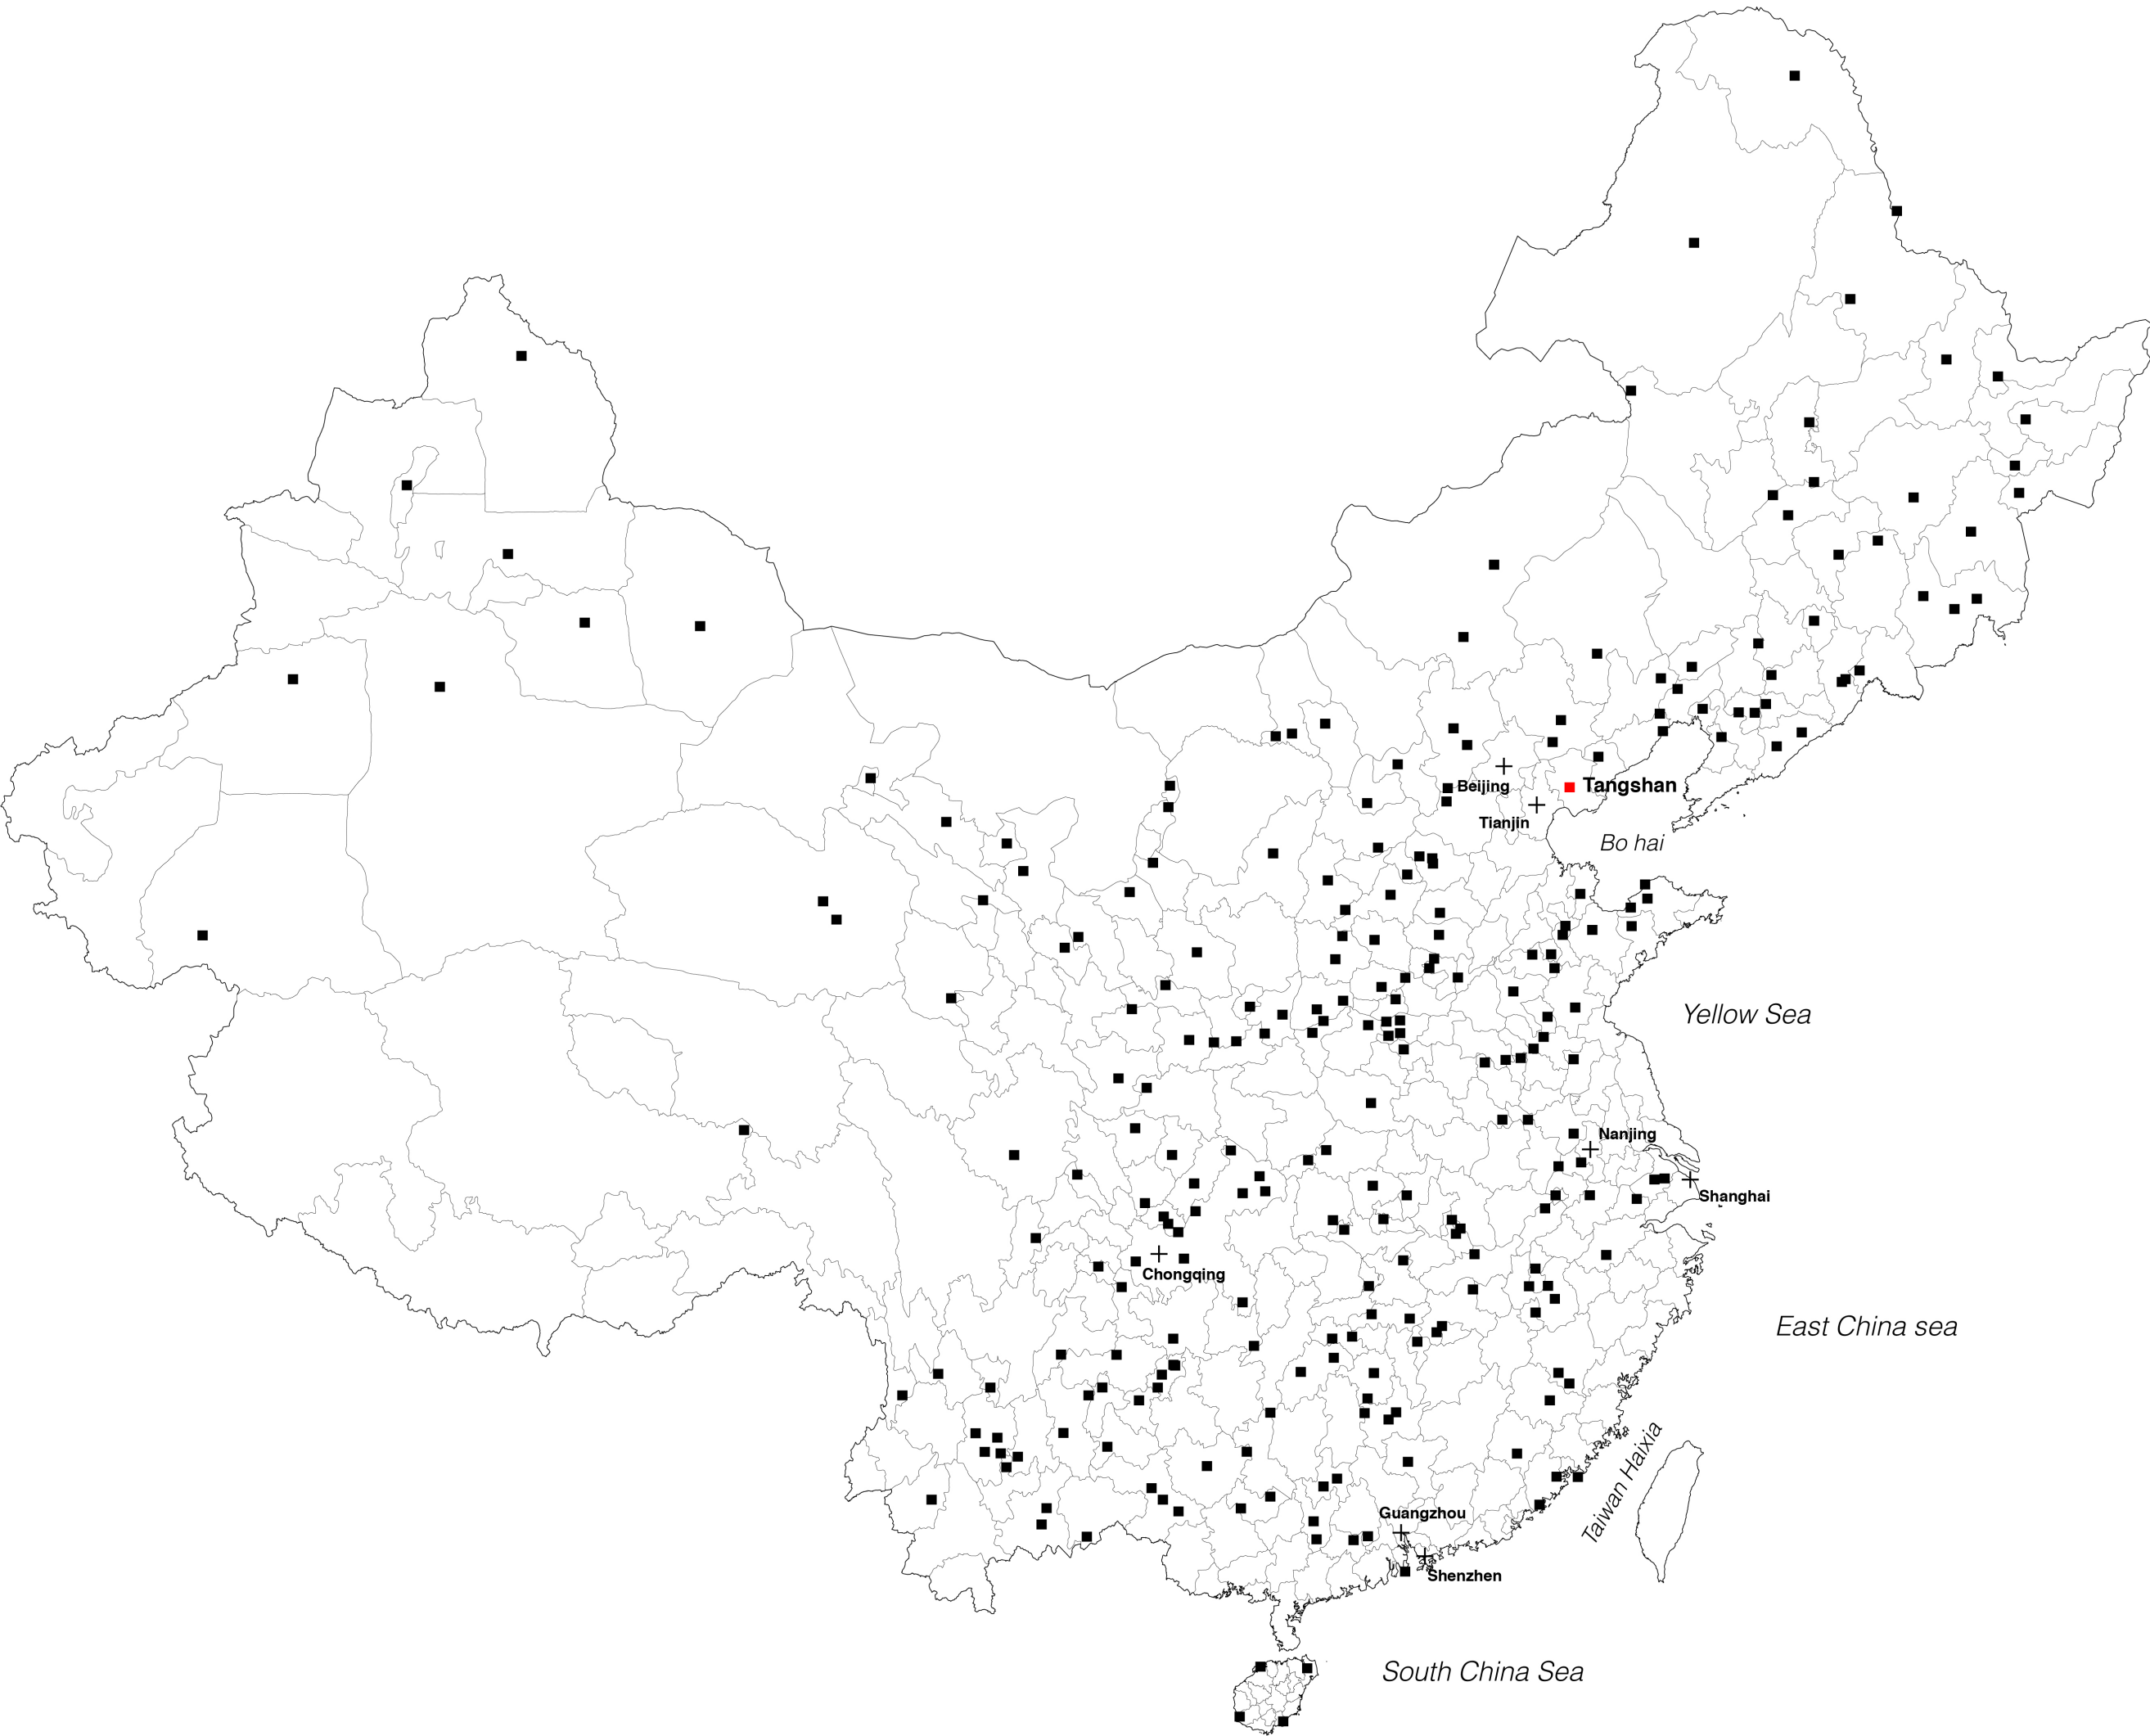 Beijing
Tangshan
Tianjin
Bo hai
Yellow Sea
Nanjing
Shanghai
Chongqing
East China sea
Taiwan Haixia
Guangzhou
Shenzhen
South China Sea